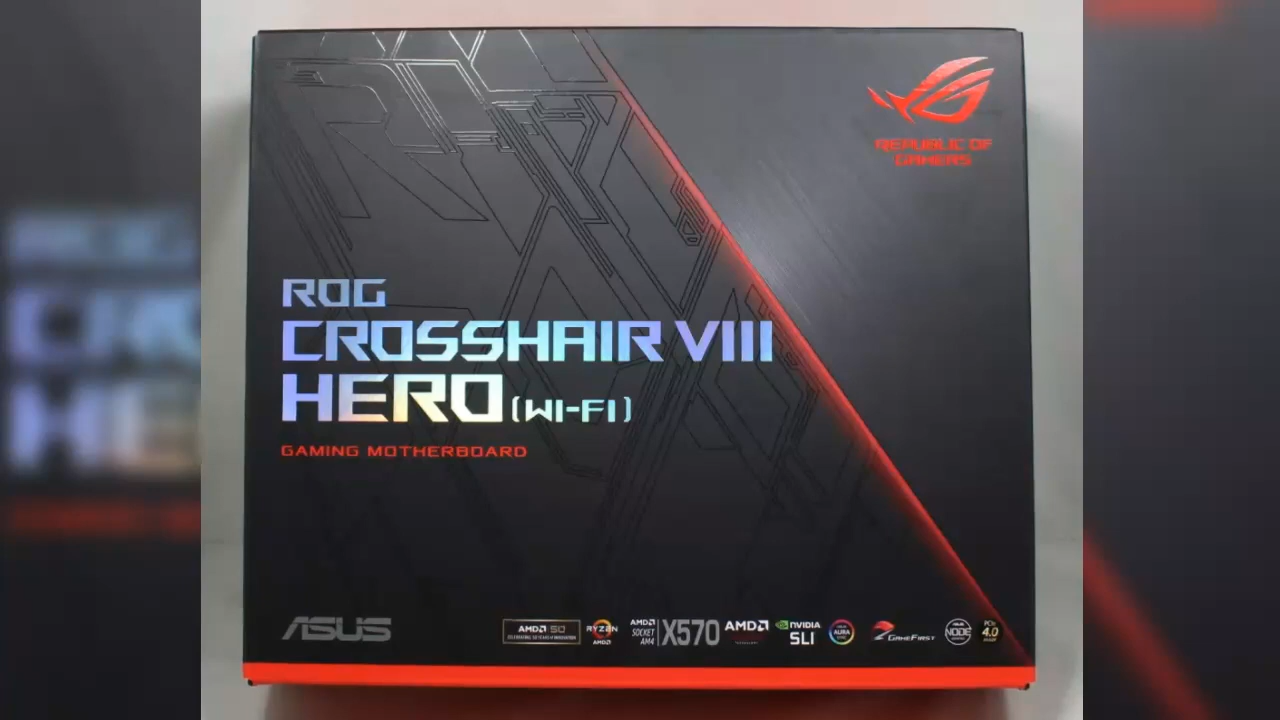 REPUBLIC OF
GAMERS
ROG
CROSSHAIR VIII
HERO (WI-FI)
GAMING MOTHERBOARD
ASUS
AMD 50
RYZEN
AMD
AMD
SOCKET
AM4
X570
AMD
NVIDIA
SLI
AURA
GAMEFIRST
NODE
PCIe
4.0